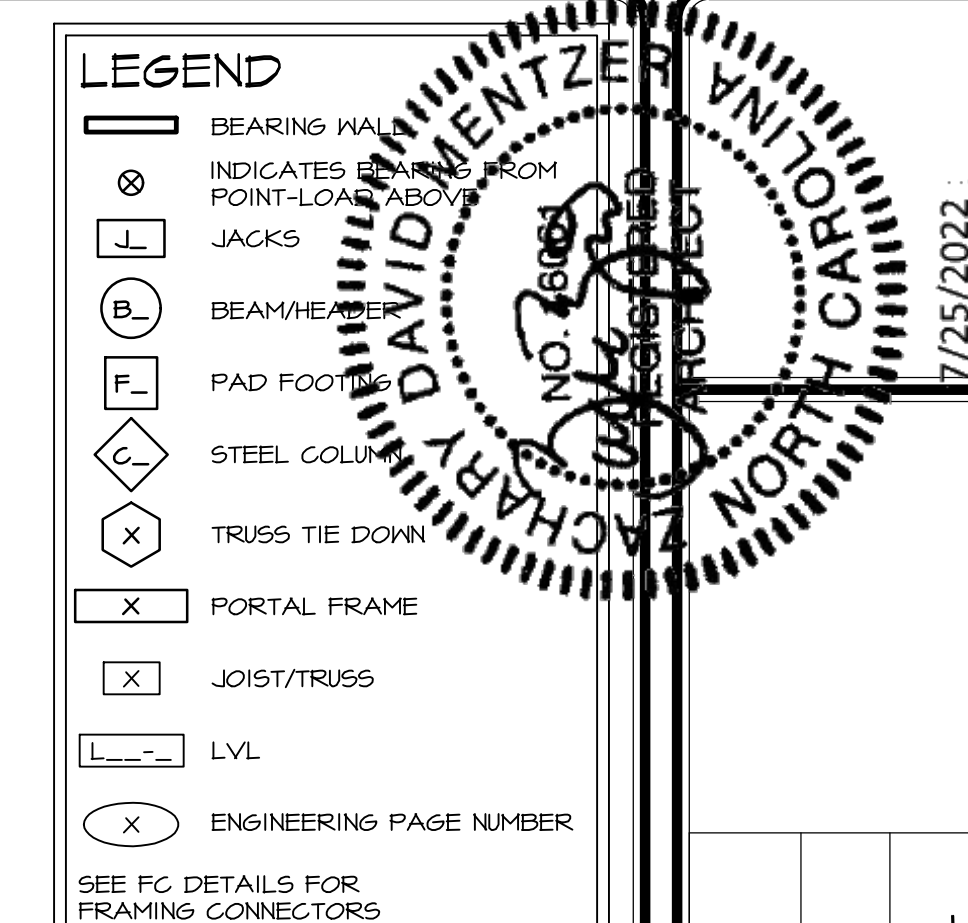 LEGEND
BEARING WALL
INDICATES BEARING FROM
POINT-LOAD ABOVE
J_ JACKS
B_ BEAM/HEADER
F_ PAD FOOTING
C_ STEEL COLUMN
X TRUSS TIE DOWN
X PORTAL FRAME
X JOIST/TRUSS
L__-_ LVL
X ENGINEERING PAGE NUMBER
SEE FC DETAILS FOR
FRAMING CONNECTORS
ZACHARY DAVID MENTZER
NORTH CAROLINA
NO.
REGISTERED
ARCHITECT
7/25/2022